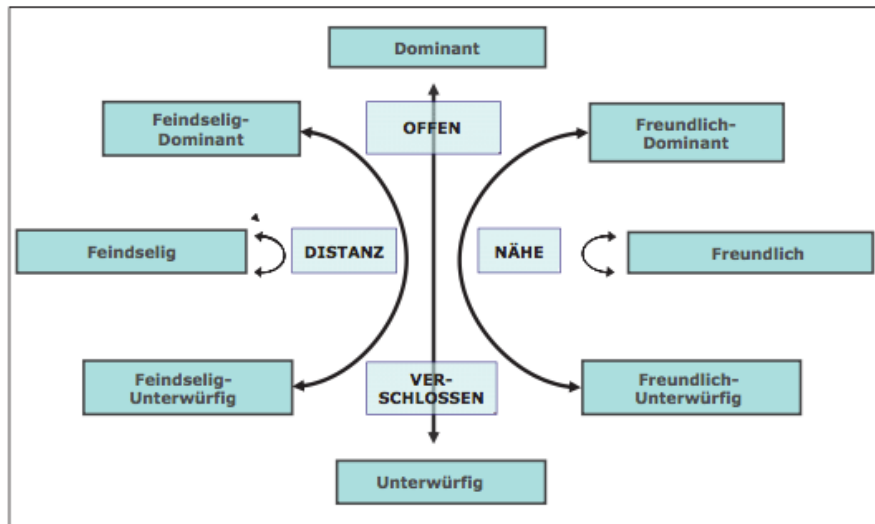 Dominant
Feindselig-
Dominant
OFFEN
Freundlich-
Dominant
Feindselig
DISTANZ
NÄHE
Freundlich
Feindselig-
Unterwürfig
VER-
SCHLOSSEN
Freundlich-
Unterwürfig
Unterwürfig